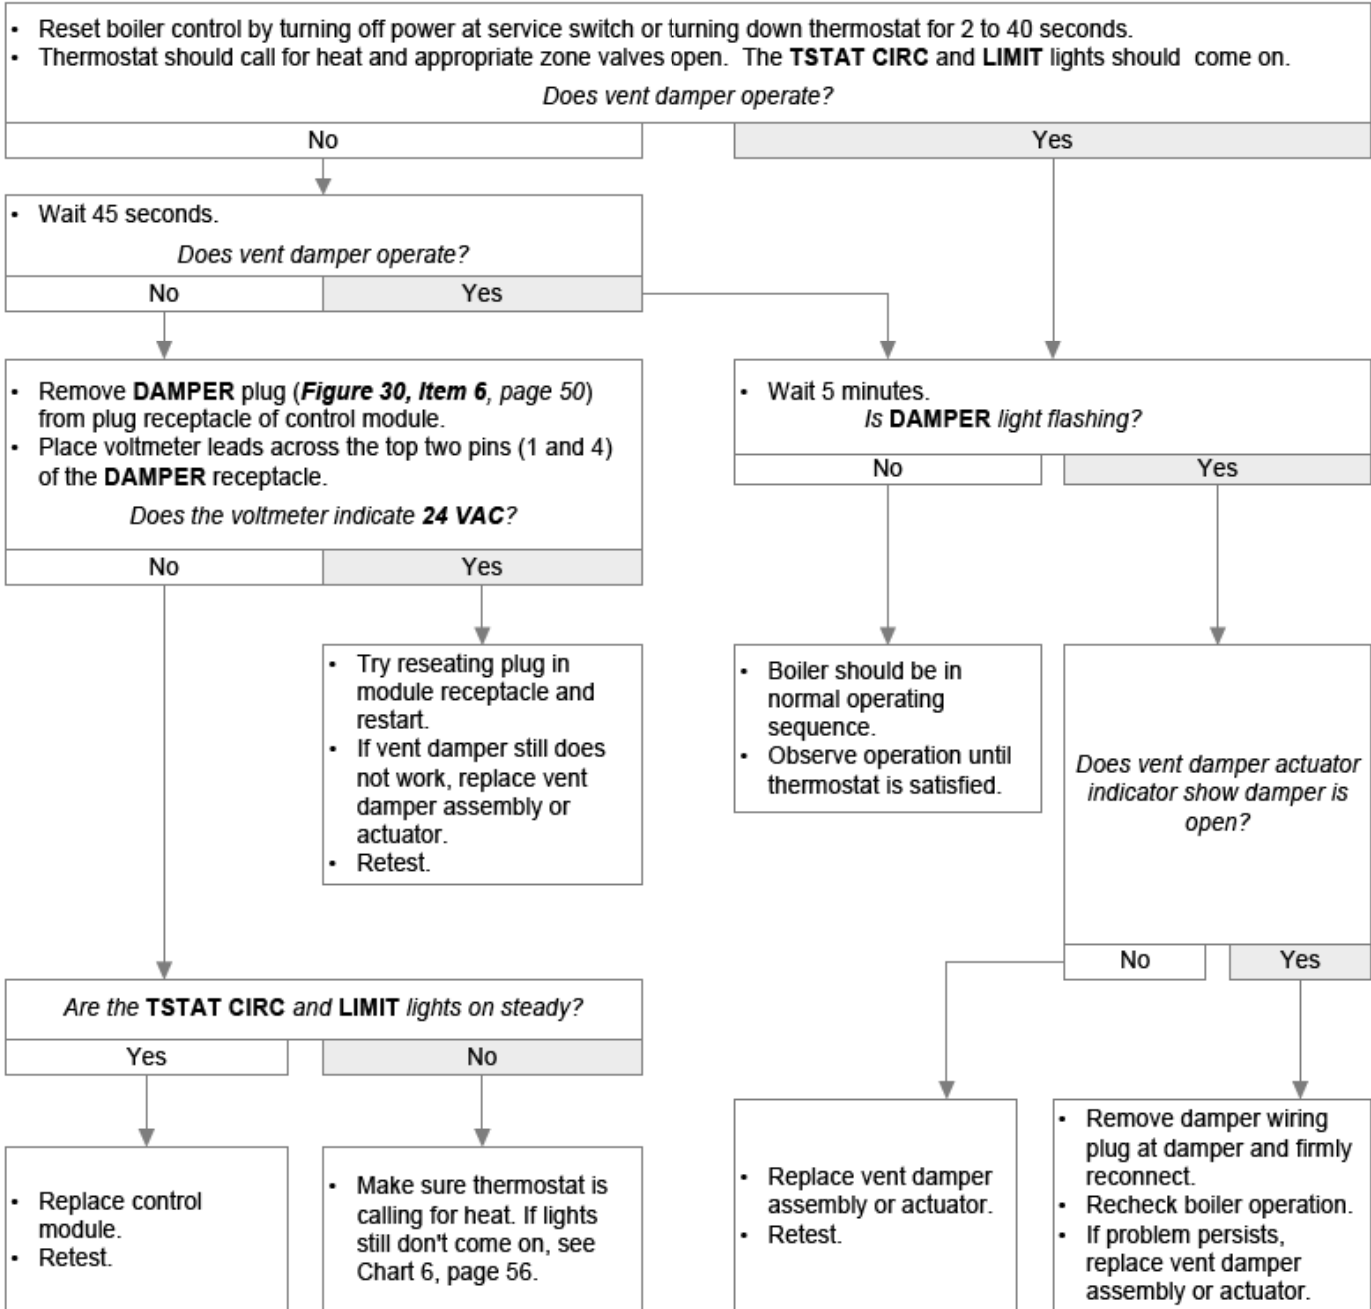 • Reset boiler control by turning off power at service switch or turning down thermostat for 2 to 40 seconds.
• Thermostat should call for heat and appropriate zone valves open. The TSTAT CIRC and LIMIT lights should come on.
Does vent damper operate?
No
Yes
• Wait 45 seconds.
Does vent damper operate?
No
Yes
• Remove DAMPER plug (Figure 30, Item 6, page 50)
from plug receptacle of control module.
• Place voltmeter leads across the top two pins (1 and 4)
of the DAMPER receptacle.
Does the voltmeter indicate 24 VAC?
No
Yes
• Wait 5 minutes.
Is DAMPER light flashing?
No
Yes
• Try reseating plug in
module receptacle and
restart.
• If vent damper still does
not work, replace vent
damper assembly or
actuator.
• Retest.
• Boiler should be in
normal operating
sequence.
• Observe operation until
thermostat is satisfied.
Does vent damper actuator
indicator show damper is
open?
No
Yes
Are the TSTAT CIRC and LIMIT lights on steady?
Yes
No
• Replace control
module.
• Retest.
• Make sure thermostat is
calling for heat. If lights
still don't come on, see
Chart 6, page 56.
• Replace vent damper
assembly or actuator.
• Retest.
• Remove damper wiring
plug at damper and firmly
reconnect.
• Recheck boiler operation.
• If problem persists,
replace vent damper
assembly or actuator.